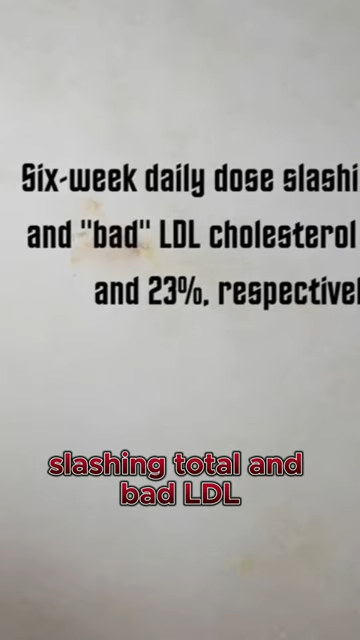 Six-week daily dose slashi
and "bad" LDL cholesterol
and 23%, respectivel
slashing total and
bad LDL